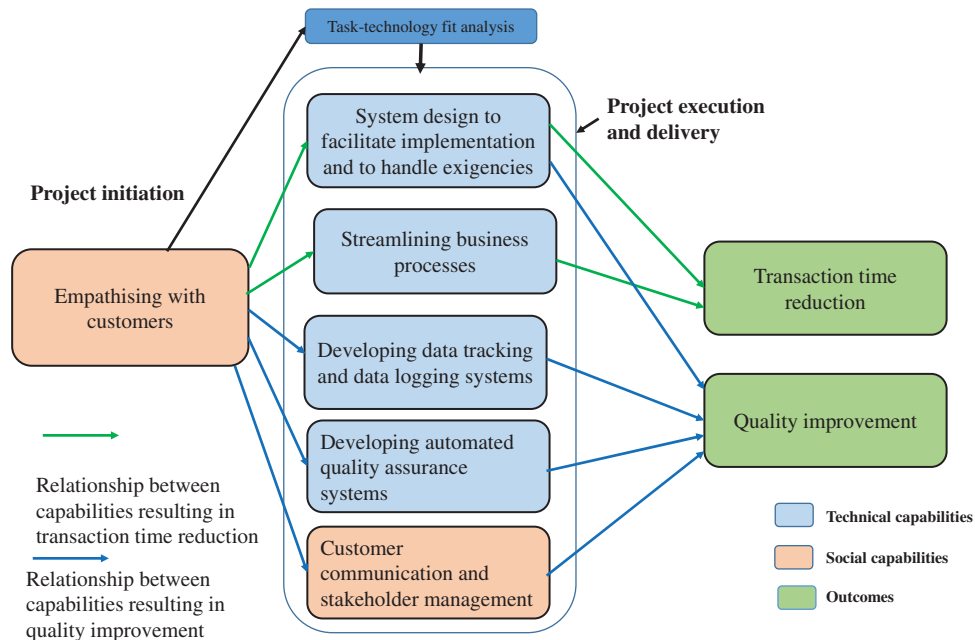 Task-technology fit analysis
Project initiation
Project execution
and delivery
System design to
facilitate implementation
and to handle exigencies
Streamlining business
processes
Empathising with
customers
Transaction time
reduction
Developing data tracking
and data logging systems
Developing automated
quality assurance
systems
Quality improvement
Customer
communication and
stakeholder management
Relationship between
capabilities resulting in
transaction time reduction
Relationship between
capabilities resulting in
quality improvement
Technical capabilities
Social capabilities
Outcomes